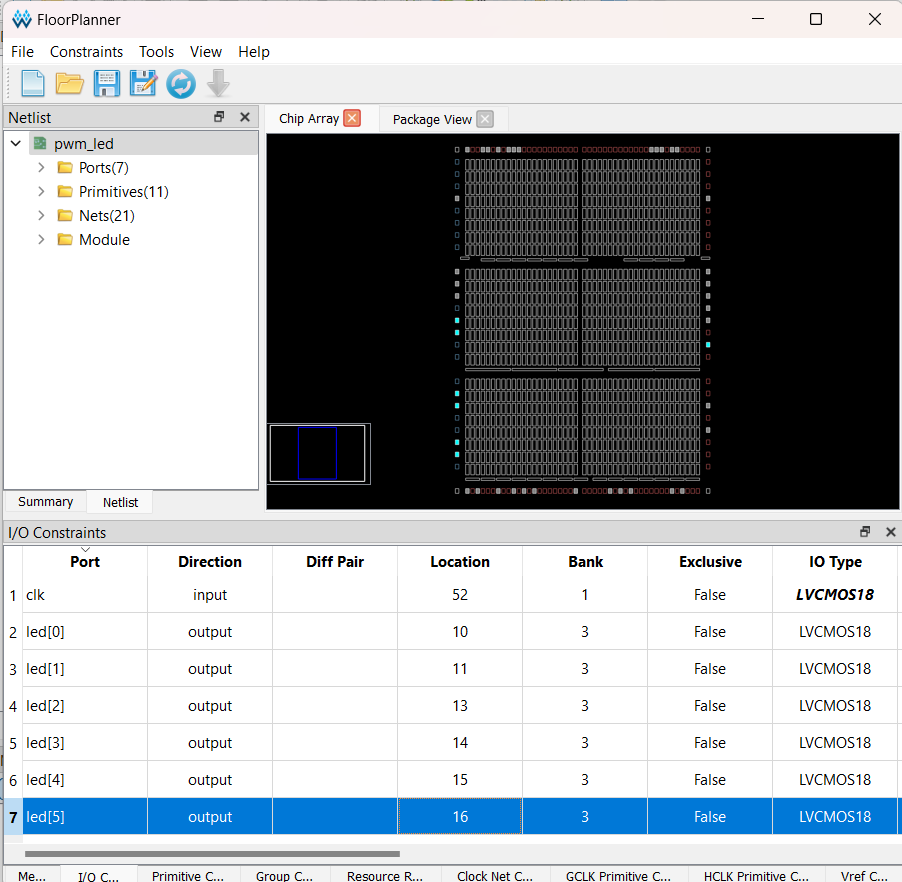 FloorPlanner
File Constraints Tools View Help
Netlist
Chip Array
Package View
pwm_led
Ports(7)
Primitives(11)
Nets(21)
Module
Summary Netlist
I/O Constraints
Port Direction Diff Pair Location Bank Exclusive IO Type
1 clk input 52 1 False LVCMOS18
2 led[0] output 10 3 False LVCMOS18
3 led[1] output 11 3 False LVCMOS18
4 led[2] output 13 3 False LVCMOS18
5 led[3] output 14 3 False LVCMOS18
6 led[4] output 15 3 False LVCMOS18
7 led[5] output 16 3 False LVCMOS18
Me... I/O C... Primitive C... Group C... Resource R... Clock Net C... GCLK Primitive C... HCLK Primitive C... Vref C...